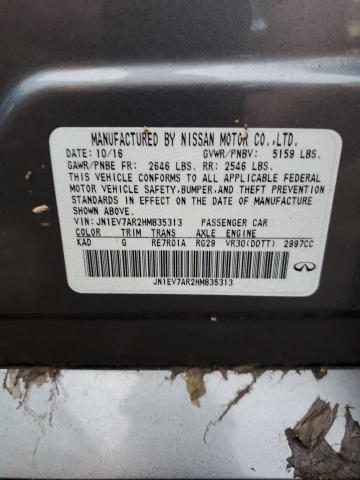 MANUFACTURED BY NISSAN MOTOR CO.,LTD.
DATE: 10/16 GVWR/PNBV: 5159 LBS.
GAWR/PNBE FR: 2646 LBS. RR: 2546 LBS.
THIS VEHICLE CONFORMS TO ALL APPLICABLE FEDERAL
MOTOR VEHICLE SAFETY,BUMPER,AND THEFT PREVENTION
STANDARDS IN EFFECT ON THE DATE OF MANUFACTURE
SHOWN ABOVE.
VIN : JN1EV7AR2HM835313 PASSENGER CAR
COLOR TRIM TRANS AXLE ENGINE
KAD G RE7R01A RG29 VR30(DDTT) 2997CC
JN1EV7AR2HM835313